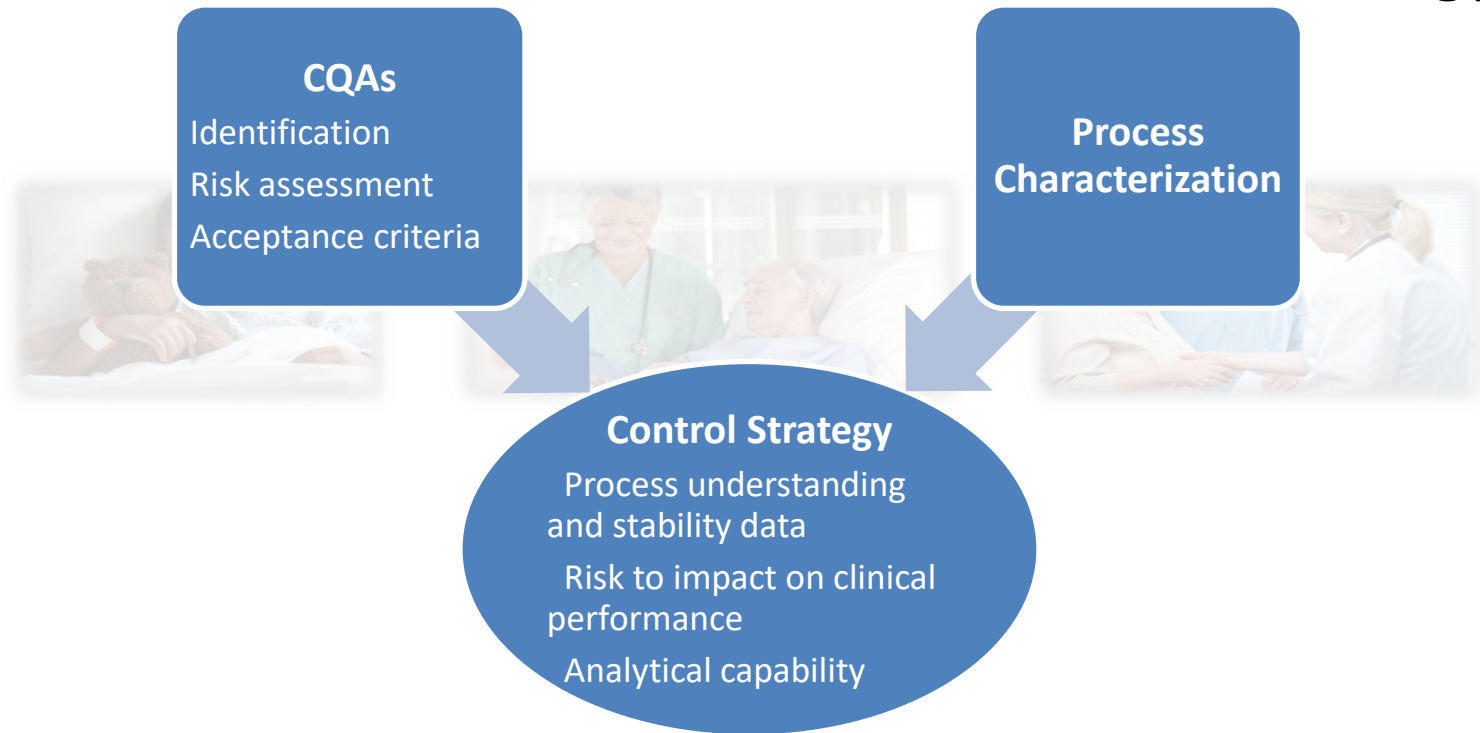 CQAs
Identification
Risk assessment
Acceptance criteria
Process
Characterization
Control Strategy
Process understanding
and stability data
Risk to impact on clinical
performance
Analytical capability